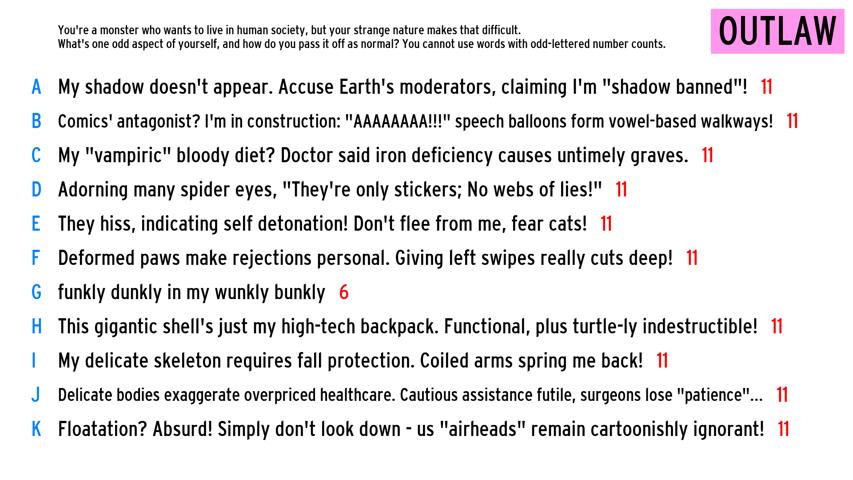 You're a monster who wants to live in human society, but your strange nature makes that difficult.
What's one odd aspect of yourself, and how do you pass it off as normal? You cannot use words with odd-lettered number counts.
OUTLAW
A My shadow doesn't appear. Accuse Earth's moderators, claiming I'm "shadow banned"! 11
B Comics' antagonist? I'm in construction: "AAAAAAAA!!!" speech balloons form vowel-based walkways! 11
C My "vampiric" bloody diet? Doctor said iron deficiency causes untimely graves. 11
D Adorning many spider eyes, "They're only stickers; No webs of lies!" 11
E They hiss, indicating self detonation! Don't flee from me, fear cats! 11
F Deformed paws make rejections personal. Giving left swipes really cuts deep! 11
G funkly dunkly in my wunkly bunkly 6
H This gigantic shell's just my high-tech backpack. Functional, plus turtle-ly indestructible! 11
I My delicate skeleton requires fall protection. Coiled arms spring me back! 11
J Delicate bodies exaggerate overpriced healthcare. Cautious assistance futile, surgeons lose "patience"... 11
K Floatation? Absurd! Simply don't look down - us "airheads" remain cartoonishly ignorant! 11